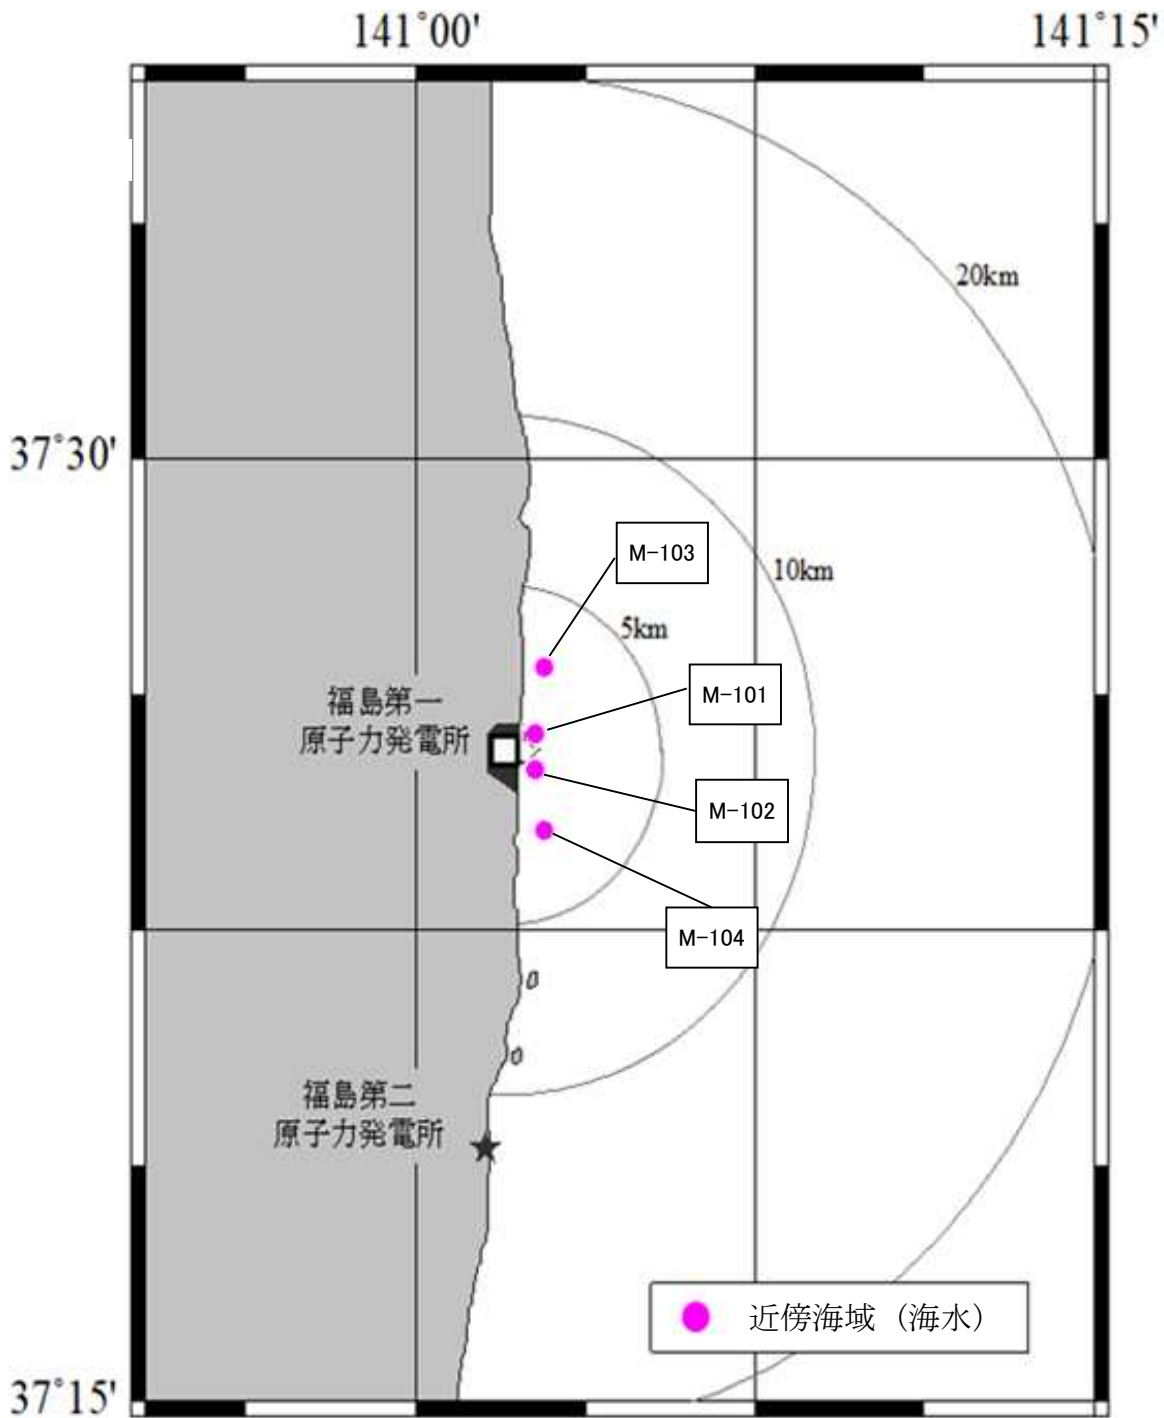 141°00'
141°15'
20km
37°30'
M-103
10km
5km
福島第一
原子力発電所
M-101
M-102
M-104
福島第二
原子力発電所
近傍海域（海水）
37°15'